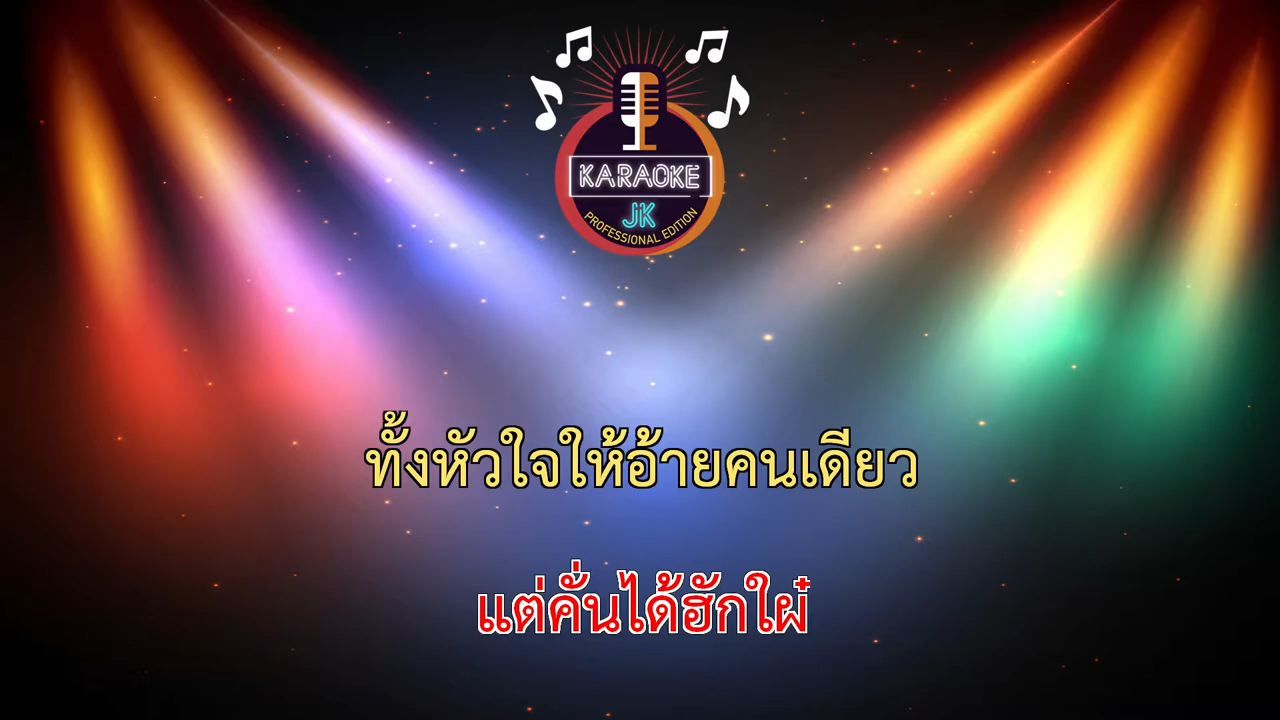 KARAOKE
JK
PROFESSIONAL EDITION
ทั้งหัวใจให้อ้ายคนเดียว
แต่คั่นได้ฮักใผ๋